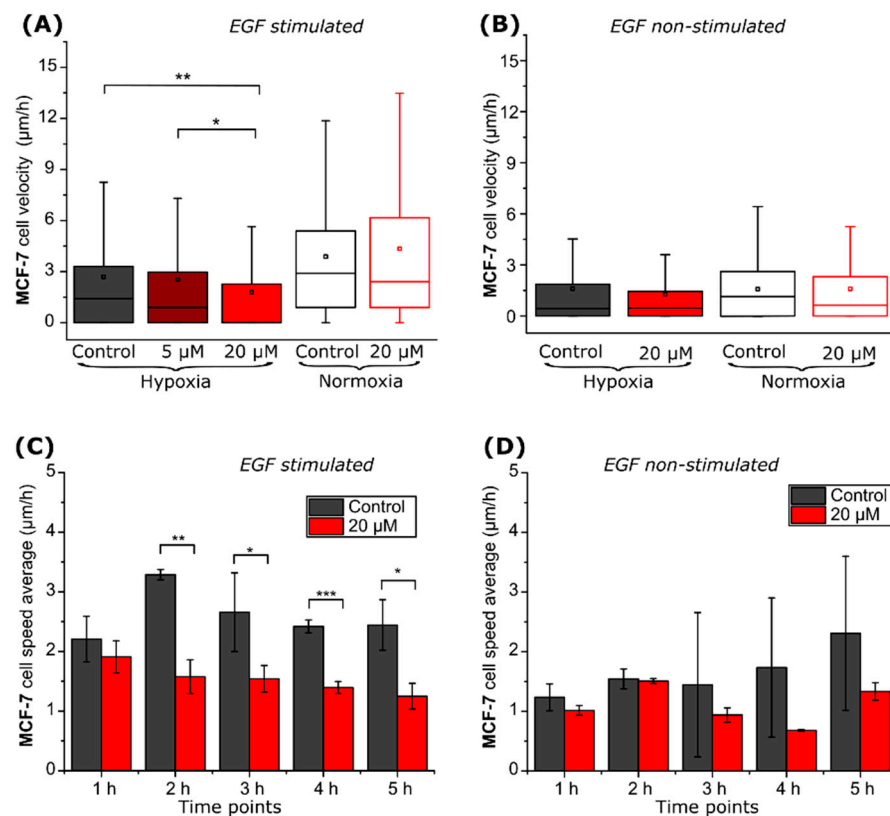 (A)
EGF stimulated
MCF-7 cell velocity (μm/h)
15
12
9
6
3
0
**
*
Control 5 μM 20 μM Control 20 μM
Hypoxia Normoxia
(B)
EGF non-stimulated
MCF-7 cell velocity (μm/h)
15
12
9
6
3
0
Control 20 μM Control 20 μM
Hypoxia Normoxia
(C)
EGF stimulated
MCF-7 cell speed average (μm/h)
5
4
3
2
1
0
Control
20 μM
**
*
***
*
1 h 2 h 3 h 4 h 5 h
Time points
(D)
EGF non-stimulated
MCF-7 cell speed average (μm/h)
5
4
3
2
1
0
Control
20 μM
1 h 2 h 3 h 4 h 5 h
Time points